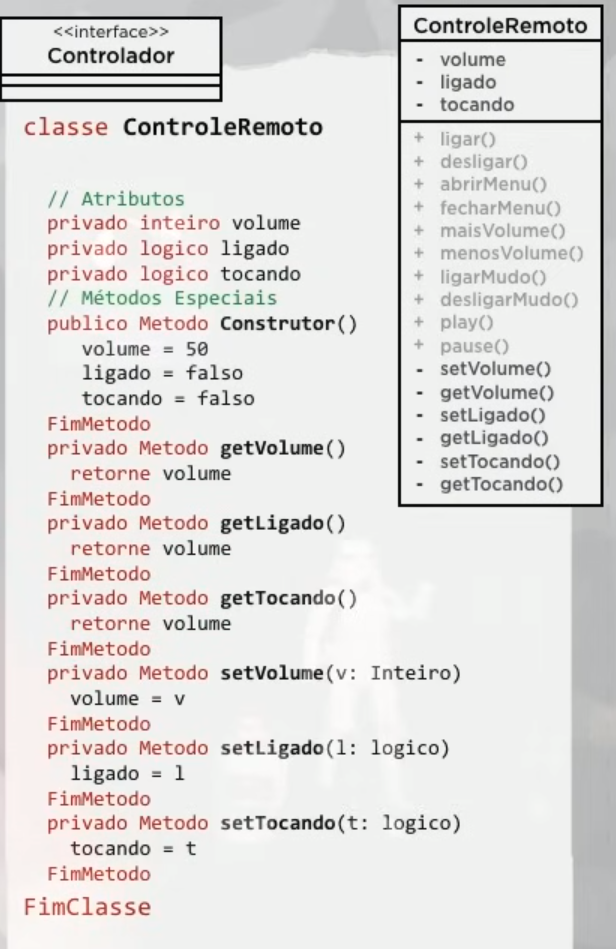 <<interface>>
Controlador
classe ControleRemoto
// Atributos
privado inteiro volume
privado logico ligado
privado logico tocando
// Métodos Especiais
publico Metodo Construtor()
volume = 50
ligado = falso
tocando = falso
FimMetodo
privado Metodo getVolume()
retorne volume
FimMetodo
privado Metodo getLigado()
retorne volume
FimMetodo
privado Metodo getTocando()
retorne volume
FimMetodo
privado Metodo setVolume(v: Inteiro)
volume = v
FimMetodo
privado Metodo setLigado(l: logico)
ligado = l
FimMetodo
privado Metodo setTocando(t: logico)
tocando = t
FimMetodo
FimClasse
ControleRemoto
- volume
- ligado
- tocando
+ ligar()
+ desligar()
+ abrirMenu()
+ fecharMenu()
+ maisVolume()
+ menosVolume()
+ ligarMudo()
+ desligarMudo()
+ play()
+ pause()
- setVolume()
- getVolume()
- setLigado()
- getLigado()
- setTocando()
- getTocando()